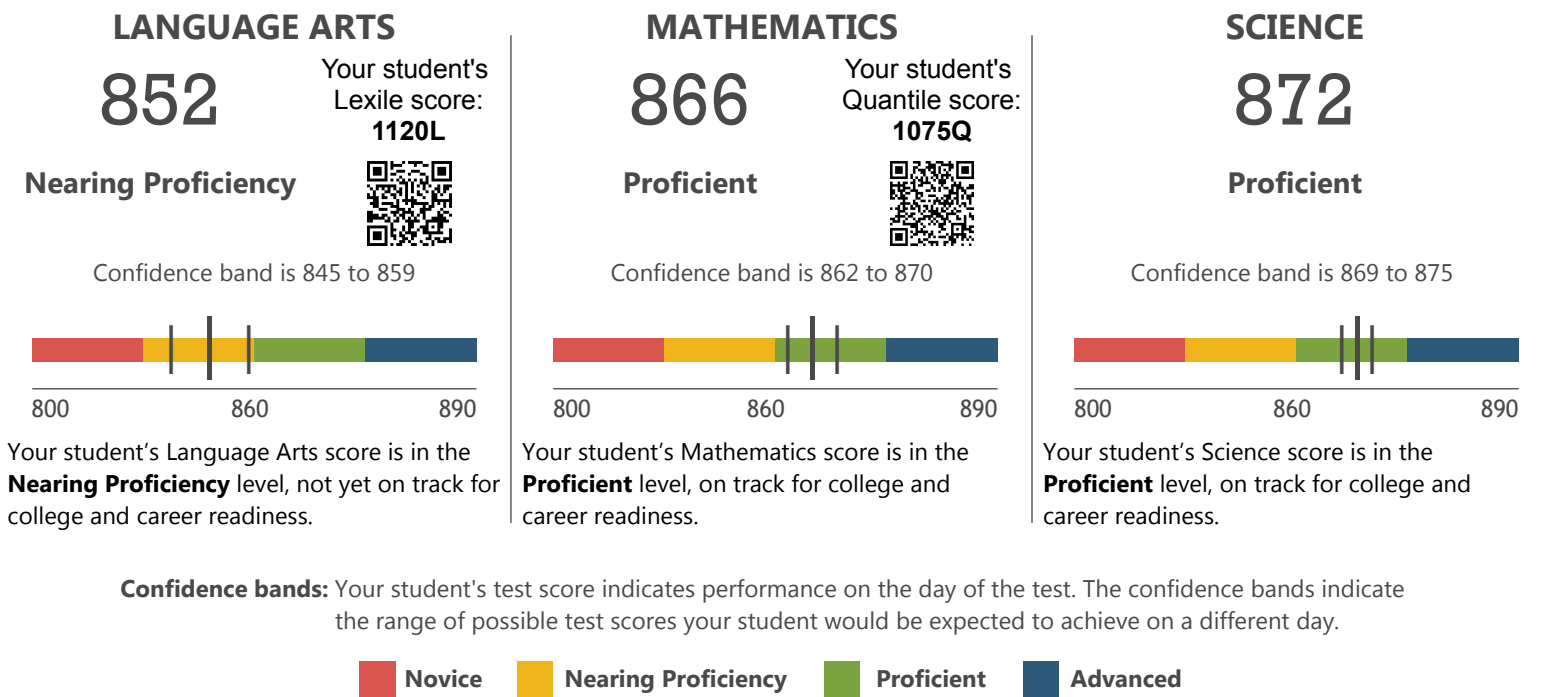 LANGUAGE ARTS
852
Your student's
Lexile score:
1120L
Nearing Proficiency
Confidence band is 845 to 859
800 860 890
Your student’s Language Arts score is in the
Nearing Proficiency level, not yet on track for
college and career readiness.
MATHEMATICS
866
Your student's
Quantile score:
1075Q
Proficient
Confidence band is 862 to 870
800 860 890
Your student’s Mathematics score is in the
Proficient level, on track for college and
career readiness.
SCIENCE
872
Proficient
Confidence band is 869 to 875
800 860 890
Your student’s Science score is in the
Proficient level, on track for college and
career readiness.
Confidence bands: Your student's test score indicates performance on the day of the test. The confidence bands indicate
the range of possible test scores your student would be expected to achieve on a different day.
Novice Nearing Proficiency Proficient Advanced